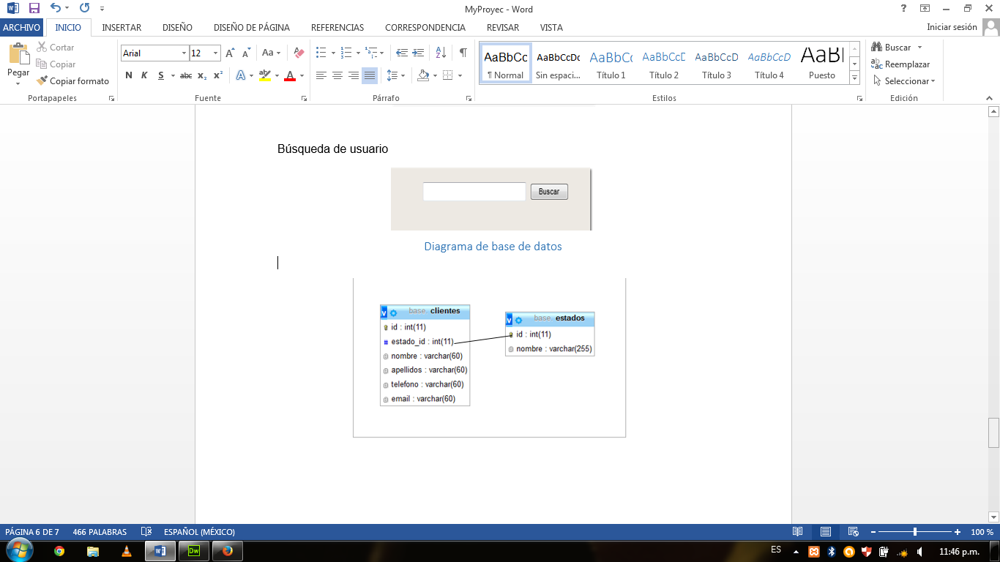 MyProyec - Word
ARCHIVO INICIO INSERTAR DISEÑO DISEÑO DE PÁGINA REFERENCIAS CORRESPONDENCIA REVISAR VISTA Iniciar sesión
Pegar
Cortar
Copiar
Copiar formato
Portapapeles
Arial 12
N K S abc x₂ x² A aby A
Aa
Fuente
Párrafo
AaBbCc AaBbCcDc AaBbCc AaBbCcD AaBbCcD AaBbCcD AaBbI
¶ Normal Sin espaci... Título 1 Título 2 Título 3 Título 4 Puesto
Estilos
Buscar
Reemplazar
Seleccionar
Edición
Búsqueda de usuario
Buscar
Diagrama de base de datos
base. clientes
id : int(11)
estado_id : int(11)
nombre : varchar(60)
apellidos : varchar(60)
telefono : varchar(60)
email : varchar(60)
base. estados
id : int(11)
nombre : varchar(255)
PÁGINA 6 DE 7 466 PALABRAS ESPAÑOL (MÉXICO) 100 %
ES 11:46 p.m.